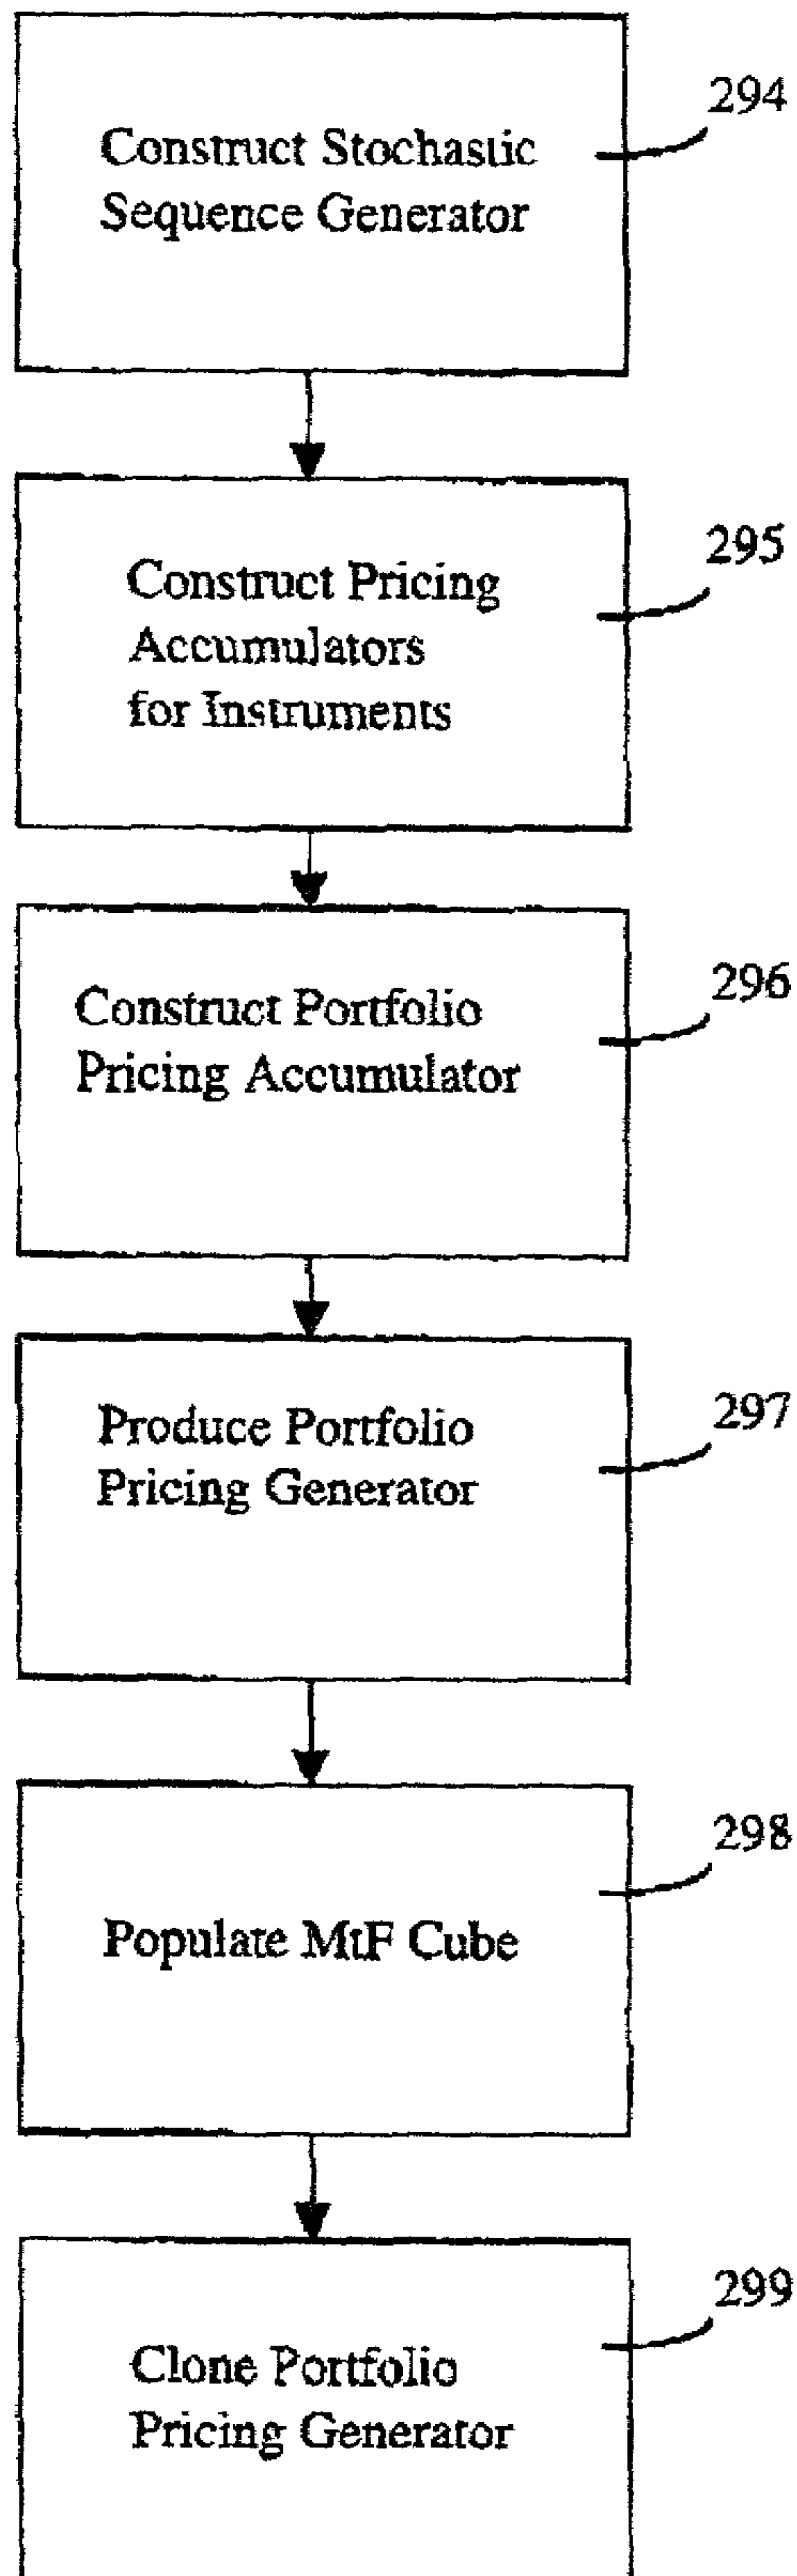 294
Construct Stochastic
Sequence Generator
295
Construct Pricing
Accumulators
for Instruments
296
Construct Portfolio
Pricing Accumulator
297
Produce Portfolio
Pricing Generator
298
Populate MtF Cube
299
Clone Portfolio
Pricing Generator